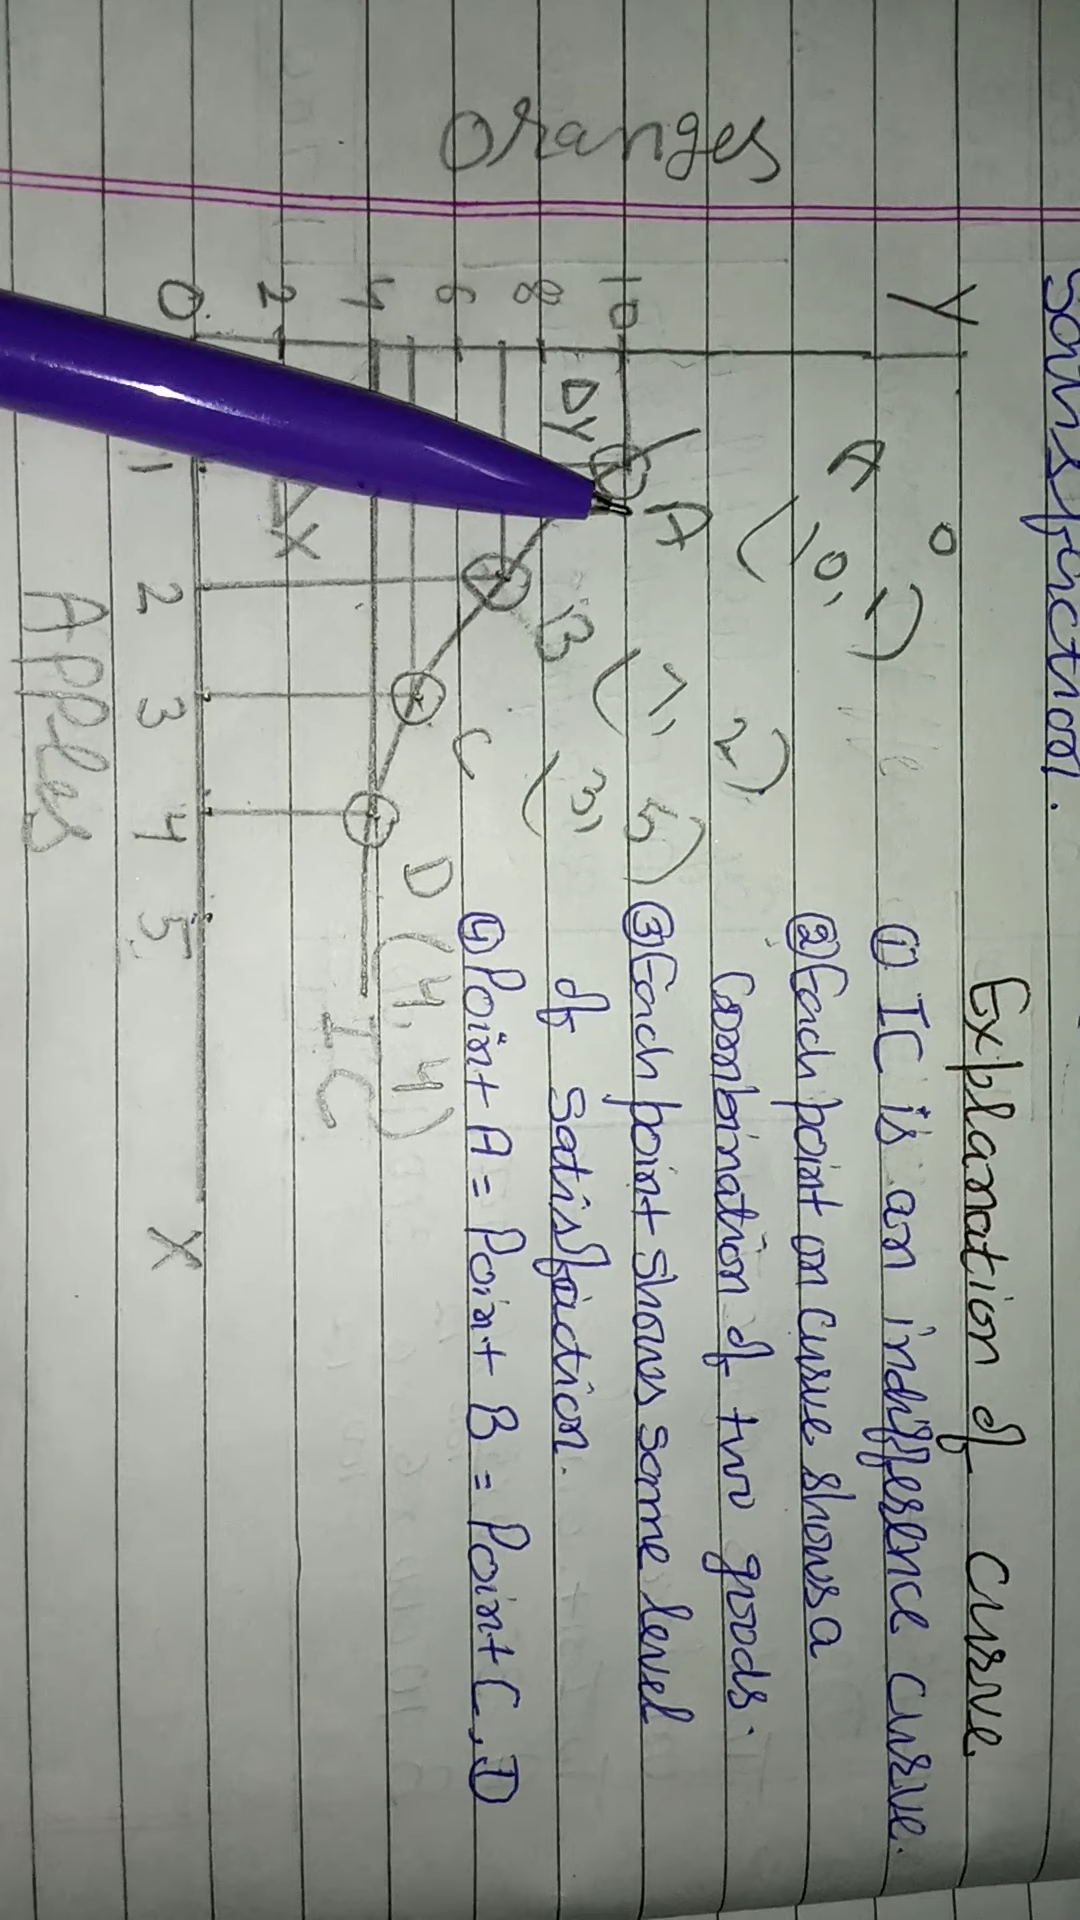 Satisfaction.
Explanation of curve
Y
A (10, 1)
① IC is an indifference curve.
② Each point on curve shows a
Combination of two goods.
③ Each point shows same level
of satisfaction.
④ Point A = Point B = Point C, D
Oranges
10
8
6
4
2
0
A
ΔY
B (7, 2)
C (3, 5)
D (4, 4)
IC
ΔX
1 2 3 4 5
X
Apples